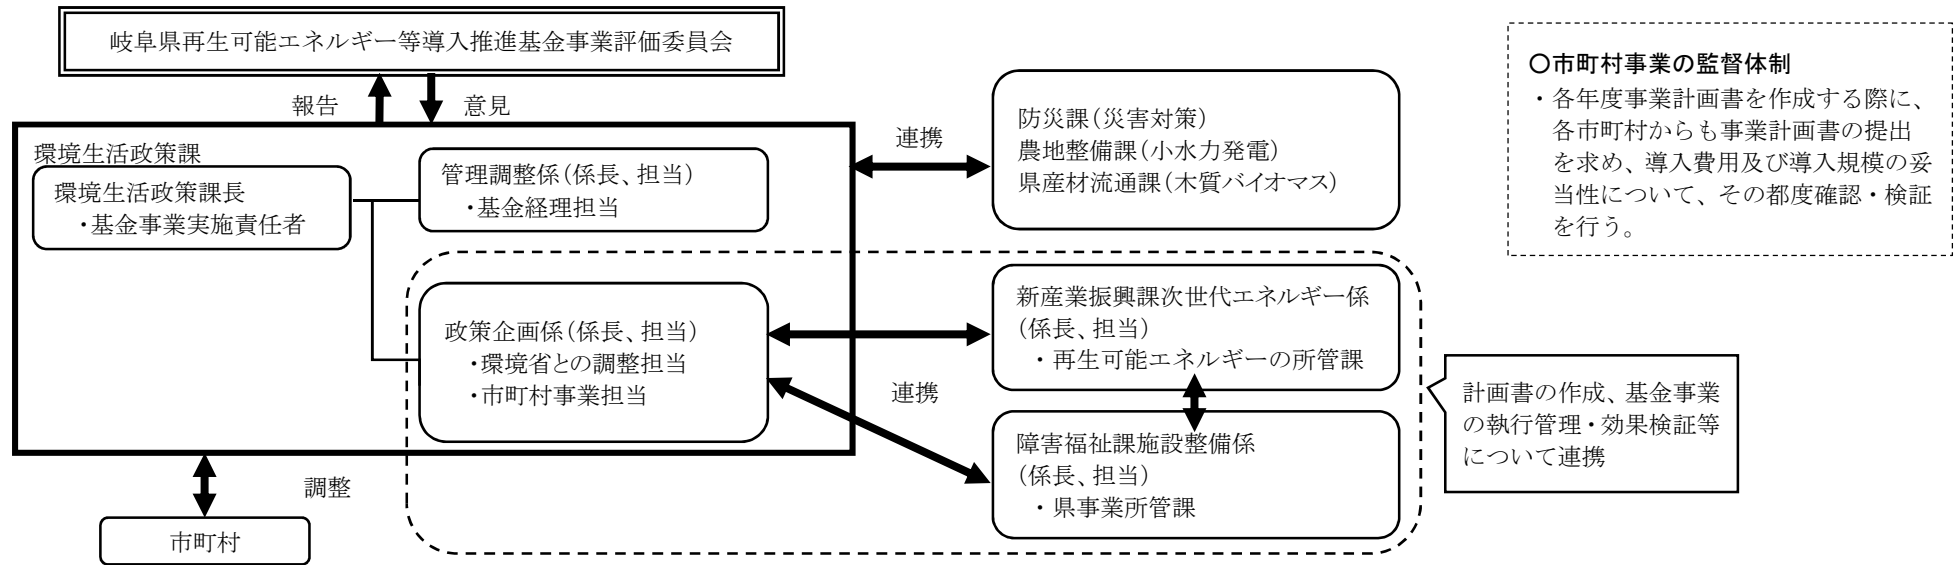 岐阜県再生可能エネルギー等導入推進基金事業評価委員会
報告
意見
環境生活政策課
環境生活政策課長
・基金事業実施責任者
管理調整係（係長、担当）
・基金経理担当
政策企画係（係長、担当）
・環境省との調整担当
・市町村事業担当
調整
市町村
連携
防災課（災害対策）
農地整備課（小水力発電）
県産材流通課（木質バイオマス）
連携
新産業振興課次世代エネルギー係
（係長、担当）
・再生可能エネルギーの所管課
障害福祉課施設整備係
（係長、担当）
・県事業所管課
計画書の作成、基金事業
の執行管理・効果検証等
について連携
○市町村事業の監督体制
・各年度事業計画書を作成する際に、
各市町村からも事業計画書の提出
を求め、導入費用及び導入規模の妥
当性について、その都度確認・検証
を行う。